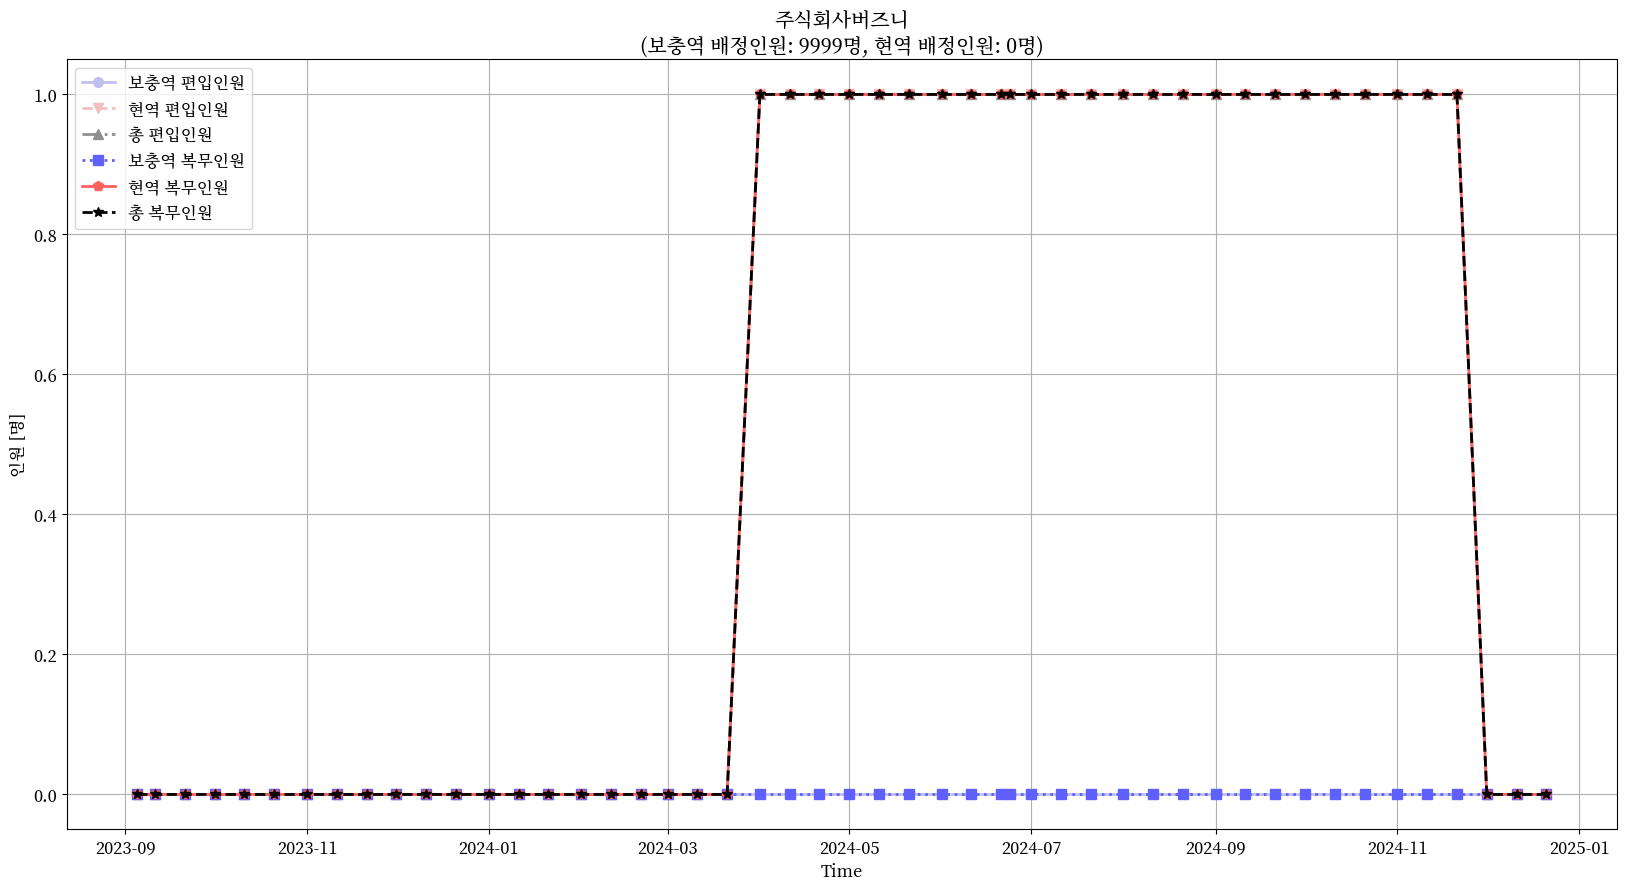 주식회사버즈니
(보충역 배정인원: 9999명, 현역 배정인원: 0명)
보충역 편입인원
현역 편입인원
총 편입인원
보충역 복무인원
현역 복무인원
총 복무인원
1.0
0.8
0.6
0.4
0.2
0.0
인원 [명]
2023-09 2023-11 2024-01 2024-03 2024-05 2024-07 2024-09 2024-11 2025-01
Time